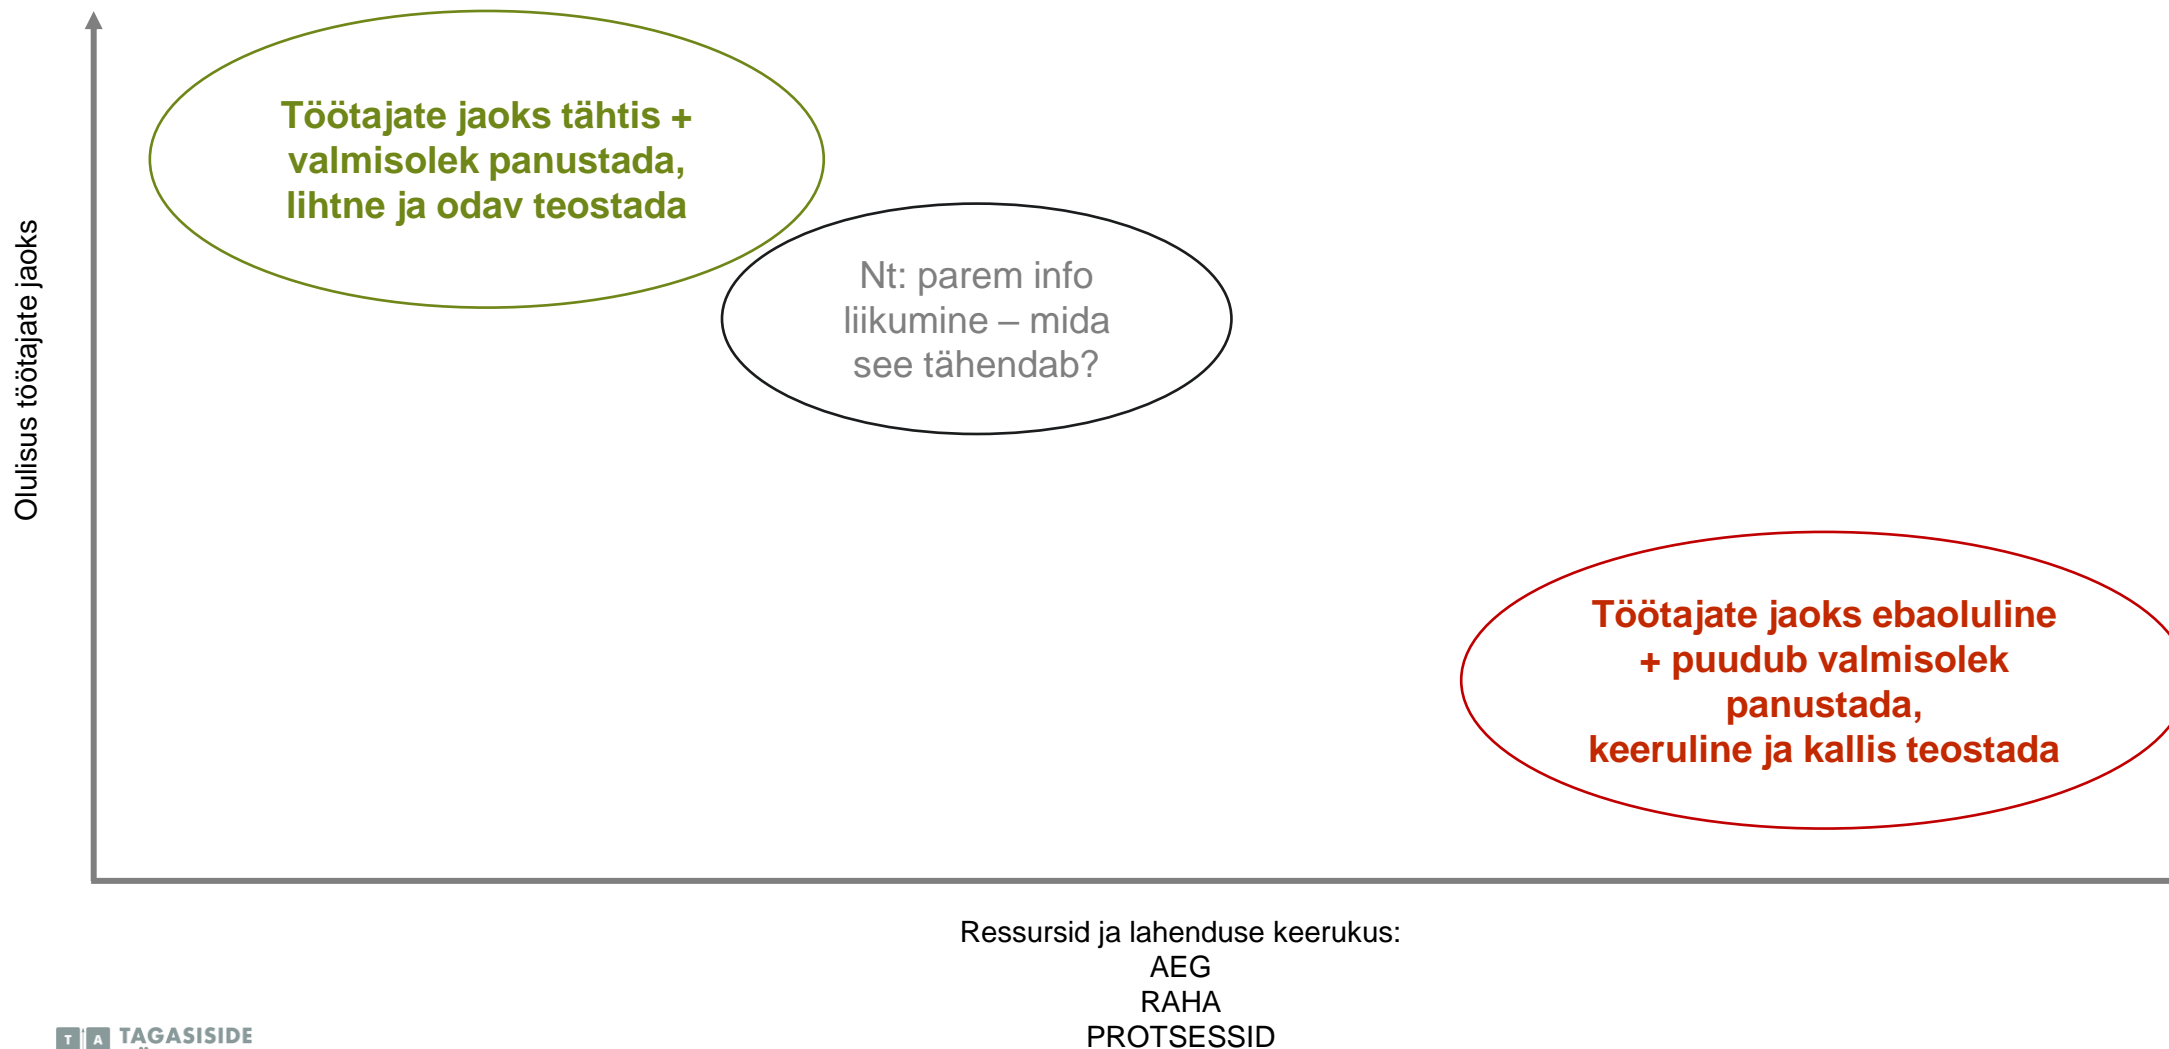 Olulisus töötajate jaoks
Töötajate jaoks tähtis +
valmisolek panustada,
lihtne ja odav teostada
Nt: parem info
liikumine – mida
see tähendab?
Töötajate jaoks ebaoluline
+ puudub valmisolek
panustada,
keeruline ja kallis teostada
Ressursid ja lahenduse keerukus:
AEG
RAHA
PROTSESSID
T A TAGASISIDE